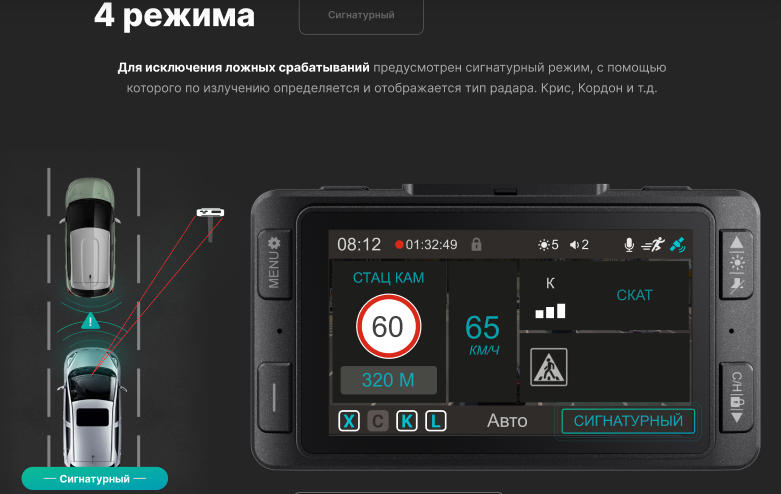 4 режима
Сигнатурный
Для исключения ложных срабатываний предусмотрен сигнатурный режим, с помощью
которого по излучению определяется и отображается тип радара. Крис, Кордон и т.д.
08:12 01:32:49 5 2
СТАЦ КАМ
60
320 М
65
КМ/Ч
К
СКАТ
X C K L Авто СИГНАТУРНЫЙ
MENU
С/Н
!
Сигнатурный